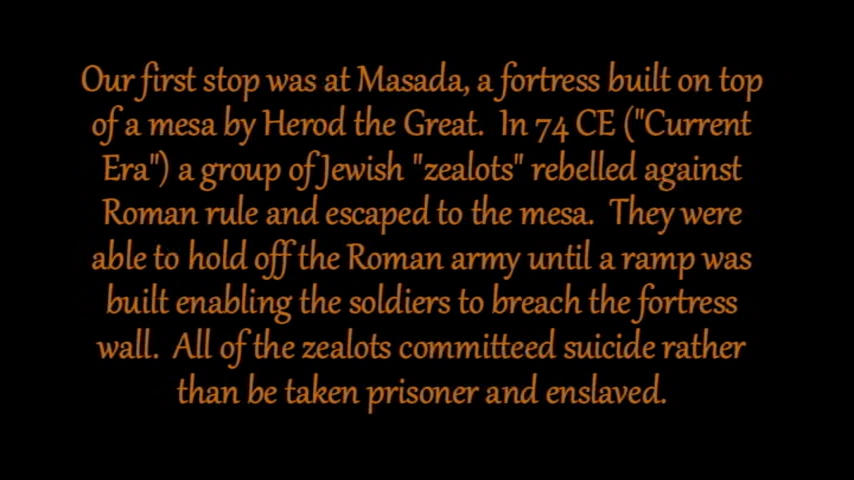 Our first stop was at Masada, a fortress built on top
of a mesa by Herod the Great.  In 74 CE ("Current
Era") a group of Jewish "zealots" rebelled against
Roman rule and escaped to the mesa.  They were
able to hold off the Roman army until a ramp was
built enabling the soldiers to breach the fortress
wall.  All of the zealots committeed suicide rather
than be taken prisoner and enslaved.